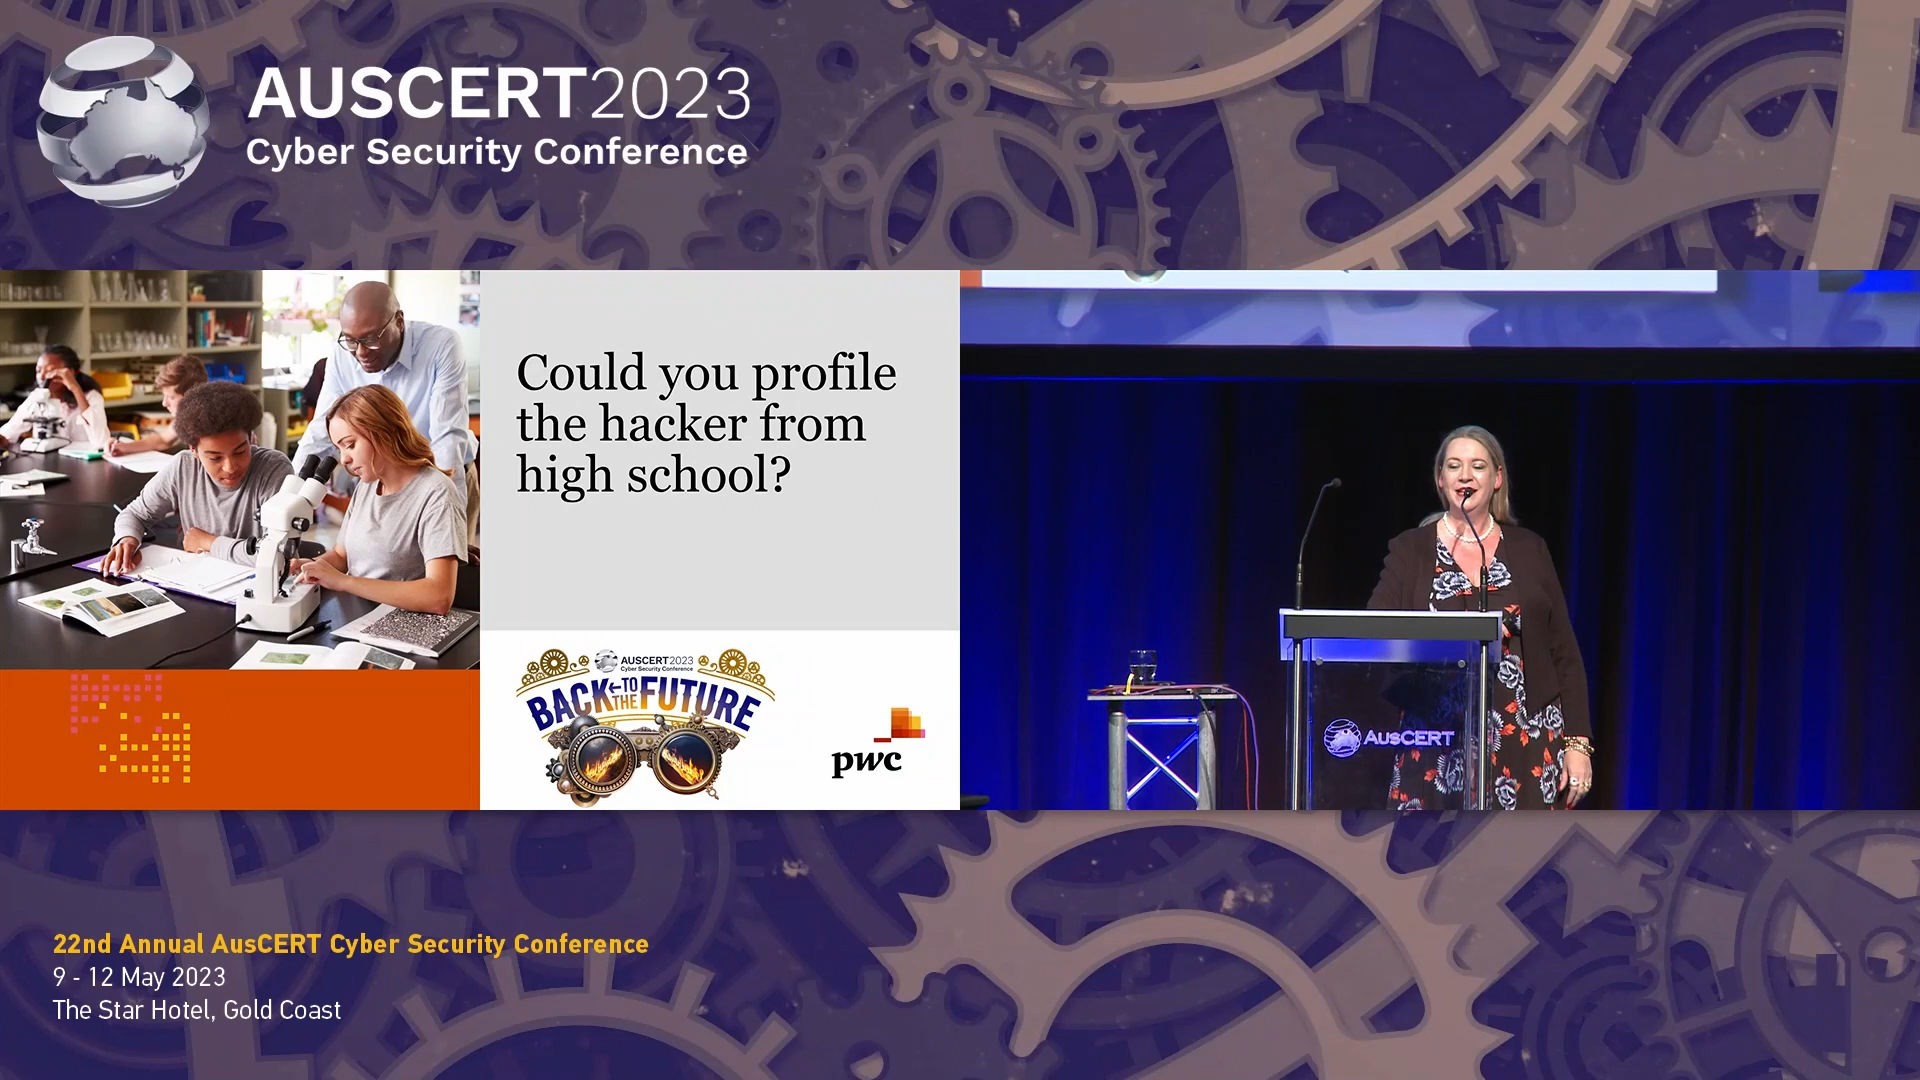 AUSCERT2023
Cyber Security Conference
Could you profile
the hacker from
high school?
AUSCERT2023
Cyber Security Conference
BACK TO THE FUTURE
pwc
AUSCERT
22nd Annual AusCERT Cyber Security Conference
9 - 12 May 2023
The Star Hotel, Gold Coast